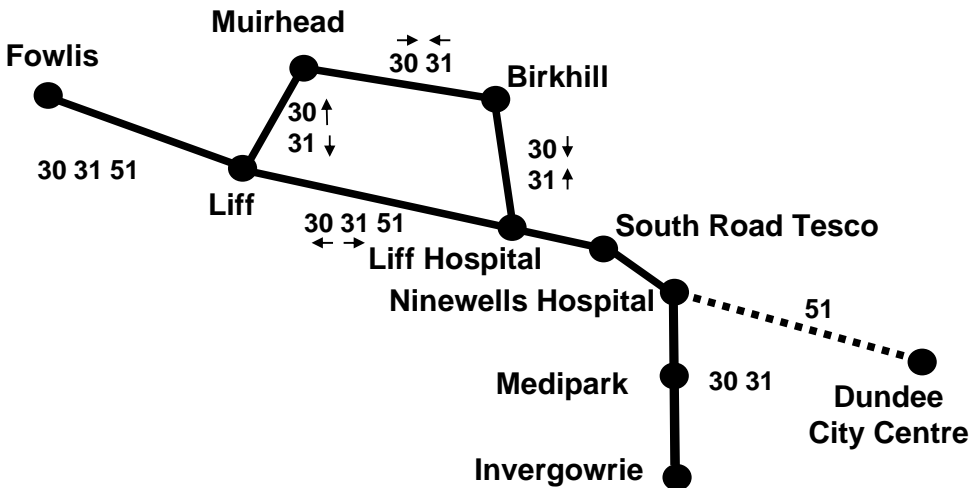 Muirhead
Fowlis
30 31
Birkhill
30
31
30
31
30 31 51
Liff
30 31 51
South Road Tesco
Liff Hospital
Ninewells Hospital
51
Medipark
30 31
Dundee
City Centre
Invergowrie